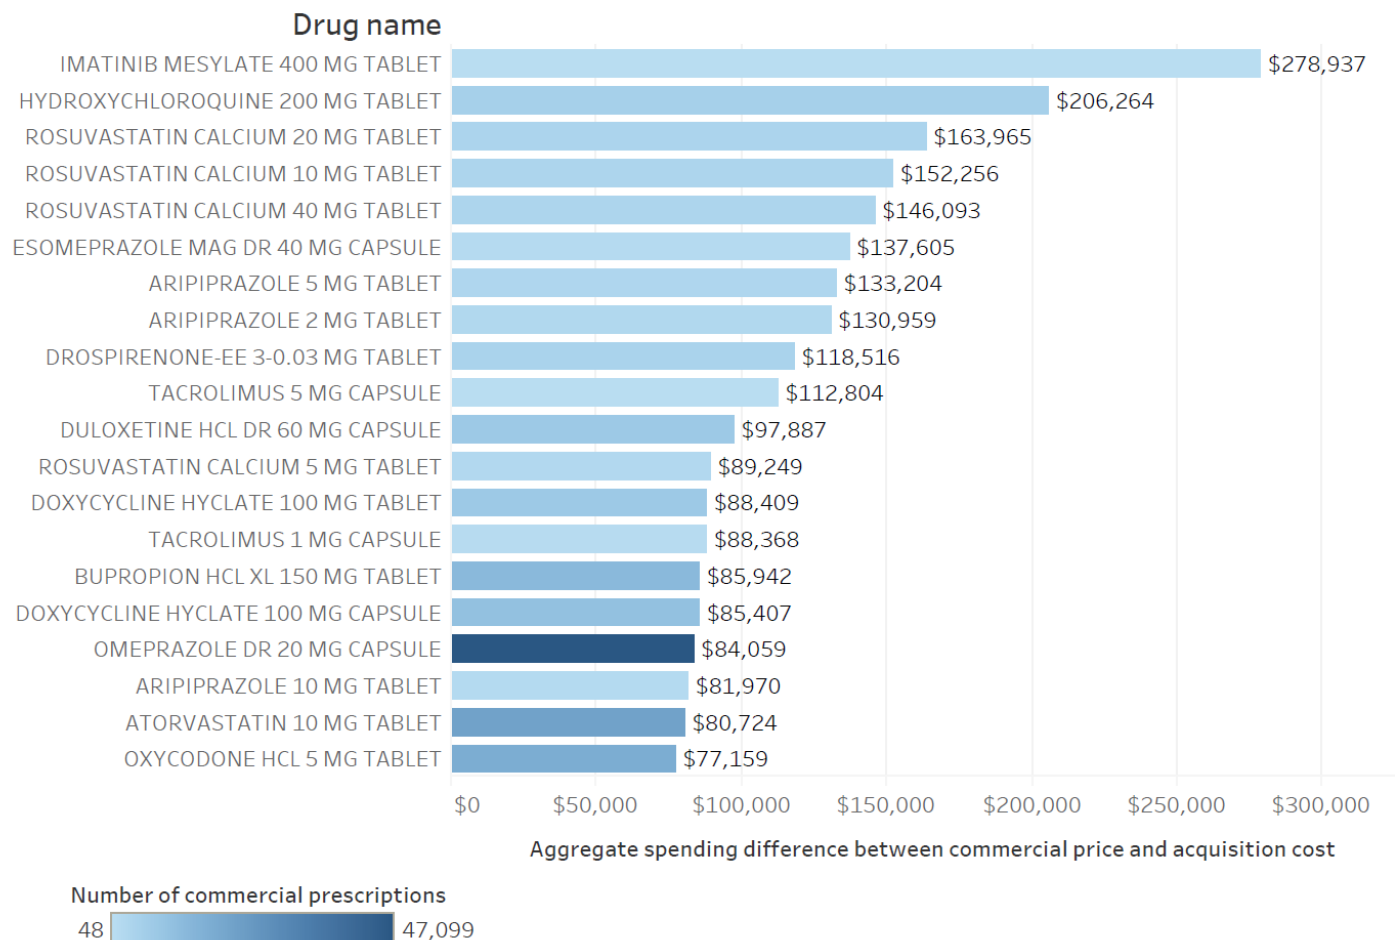 Drug name
IMATINIB MESYLATE 400 MG TABLET $278,937
HYDROXYCHLOROQUINE 200 MG TABLET $206,264
ROSUVASTATIN CALCIUM 20 MG TABLET $163,965
ROSUVASTATIN CALCIUM 10 MG TABLET $152,256
ROSUVASTATIN CALCIUM 40 MG TABLET $146,093
ESOMEPRAZOLE MAG DR 40 MG CAPSULE $137,605
ARIPIPRAZOLE 5 MG TABLET $133,204
ARIPIPRAZOLE 2 MG TABLET $130,959
DROSPIRENONE-EE 3-0.03 MG TABLET $118,516
TACROLIMUS 5 MG CAPSULE $112,804
DULOXETINE HCL DR 60 MG CAPSULE $97,887
ROSUVASTATIN CALCIUM 5 MG TABLET $89,249
DOXYCYCLINE HYCLATE 100 MG TABLET $88,409
TACROLIMUS 1 MG CAPSULE $88,368
BUPROPION HCL XL 150 MG TABLET $85,942
DOXYCYCLINE HYCLATE 100 MG CAPSULE $85,407
OMEPRAZOLE DR 20 MG CAPSULE $84,059
ARIPIPRAZOLE 10 MG TABLET $81,970
ATORVASTATIN 10 MG TABLET $80,724
OXYCODONE HCL 5 MG TABLET $77,159
$0 $50,000 $100,000 $150,000 $200,000 $250,000 $300,000
Aggregate spending difference between commercial price and acquisition cost
Number of commercial prescriptions
48 47,099